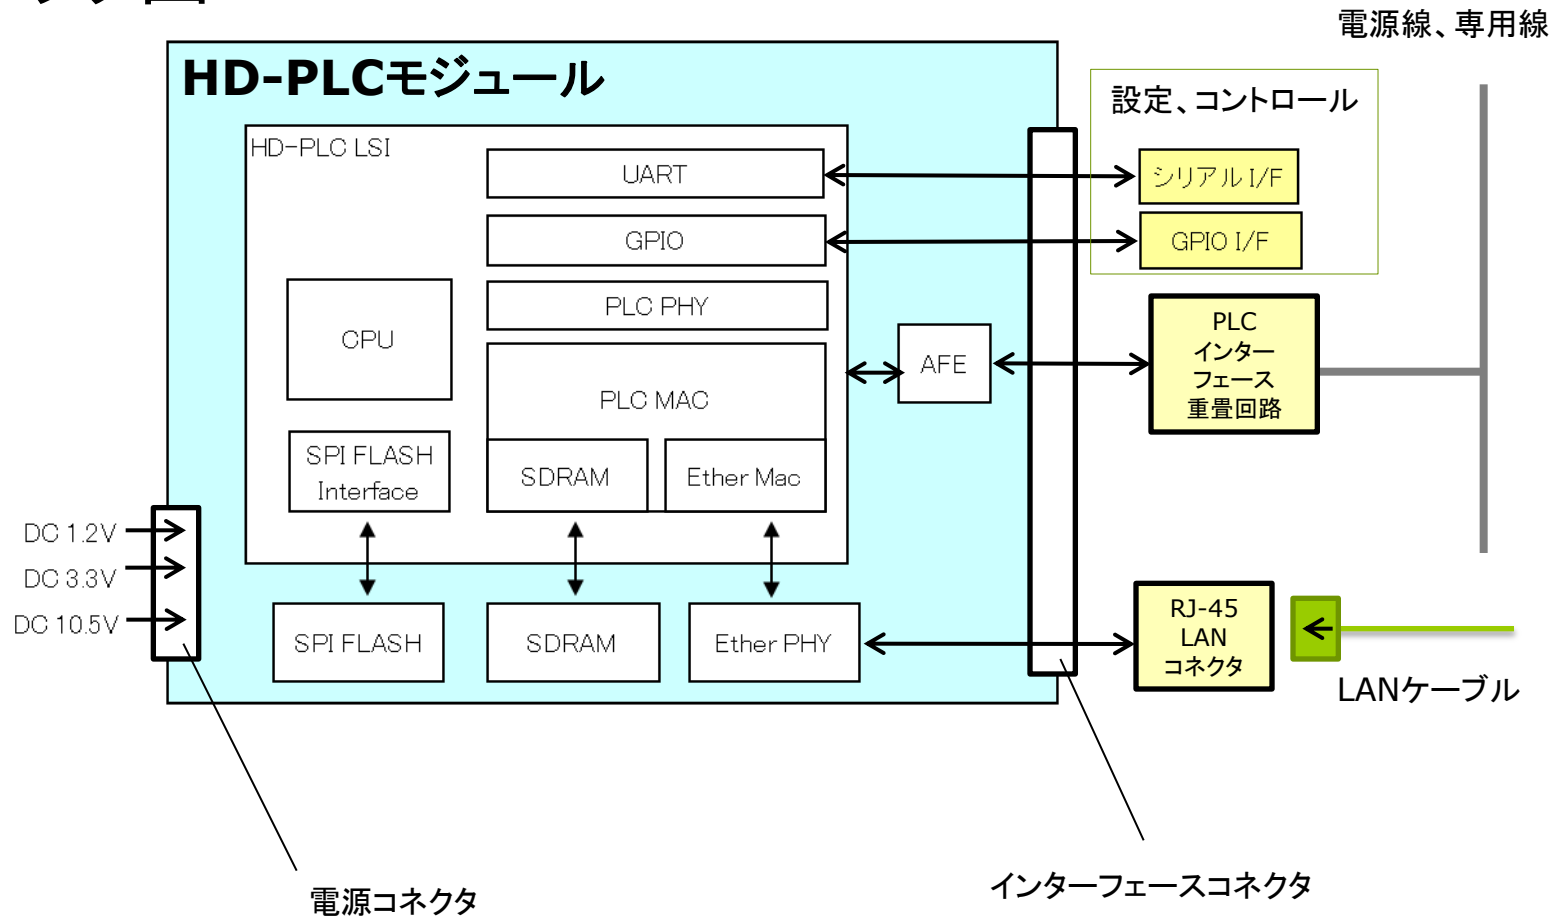 電源線、専用線
HD-PLCモジュール
設定、コントロール
HD-PLC LSI
UART
シリアル I/F
GPIO
GPIO I/F
PLC PHY
CPU
AFE
PLC
インター
フェース
重畳回路
PLC MAC
SPI FLASH
Interface
SDRAM
Ether Mac
DC 1.2V
DC 3.3V
DC 10.5V
SPI FLASH
SDRAM
Ether PHY
RJ-45
LAN
コネクタ
LANケーブル
電源コネクタ
インターフェースコネクタ